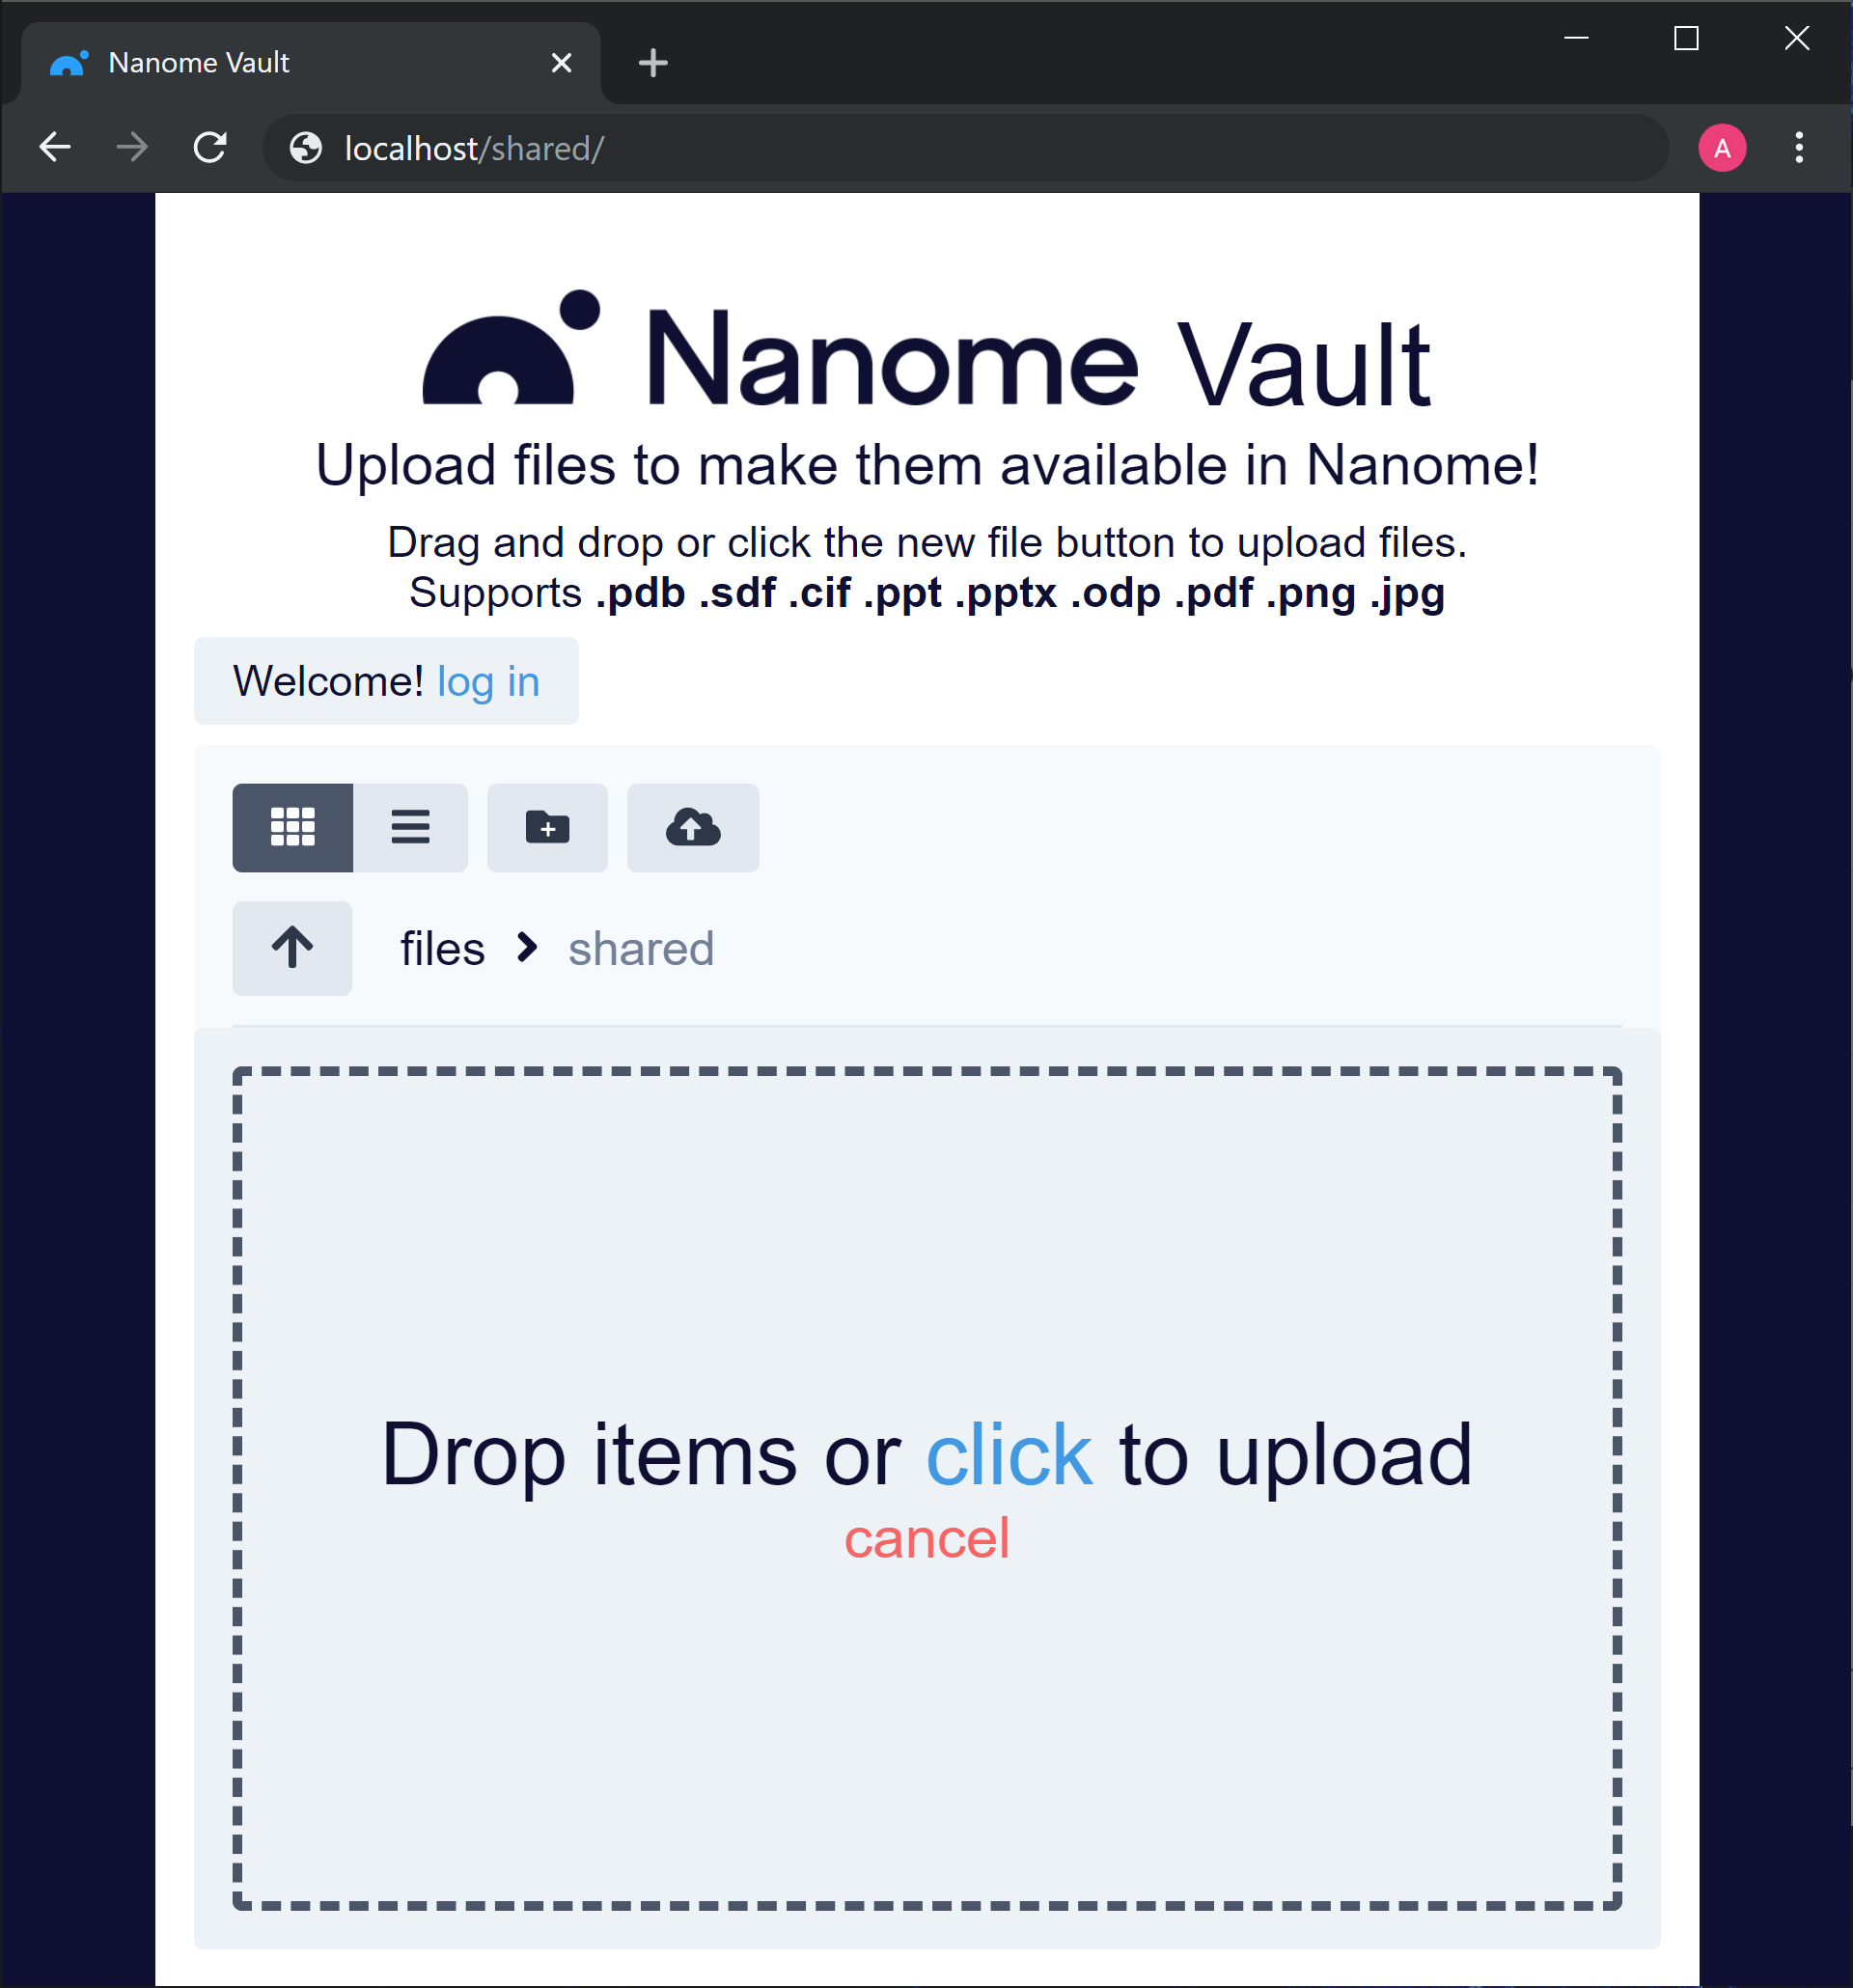 Nanome Vault
localhost/shared/
A
Nanome Vault
Upload files to make them available in Nanome!
Drag and drop or click the new file button to upload files.
Supports .pdb .sdf .cif .ppt .pptx .odp .pdf .png .jpg
Welcome! log in
files > shared
Drop items or click to upload
cancel